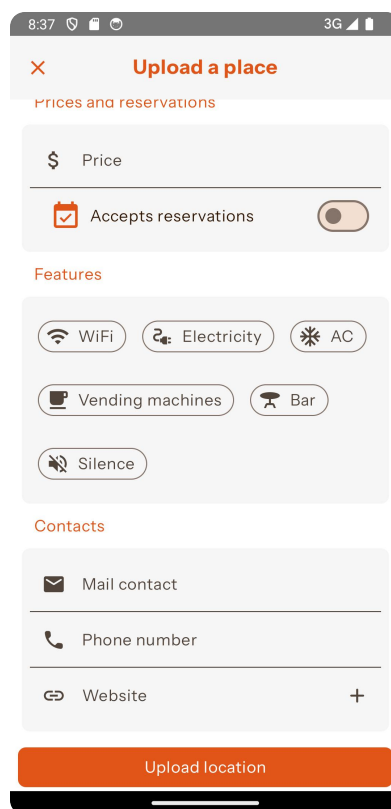 8:37 3G
Upload a place
Prices and reservations
$ Price
Accepts reservations
Features
WiFi Electricity AC
Vending machines Bar
Silence
Contacts
Mail contact
Phone number
Website +
Upload location